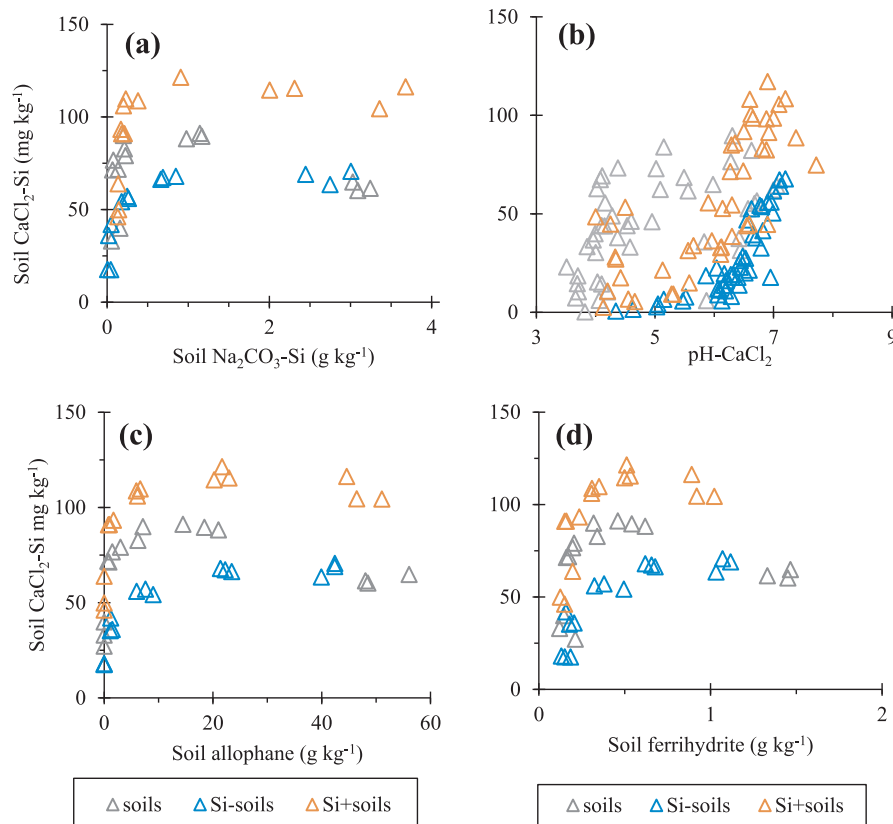 (a)
150
100
50
0
Soil CaCl₂-Si (mg kg⁻¹)
0 2 4
Soil Na₂CO₃-Si (g kg⁻¹)
(b)
150
100
50
0
3 5 7 9
pH-CaCl₂
(c)
150
100
50
0
Soil CaCl₂-Si mg kg⁻¹)
0 20 40 60
Soil allophane (g kg⁻¹)
(d)
150
100
50
0
0 1 2
Soil ferrihydrite (g kg⁻¹)
soils Si-soils Si+soils
soils Si-soils Si+soils